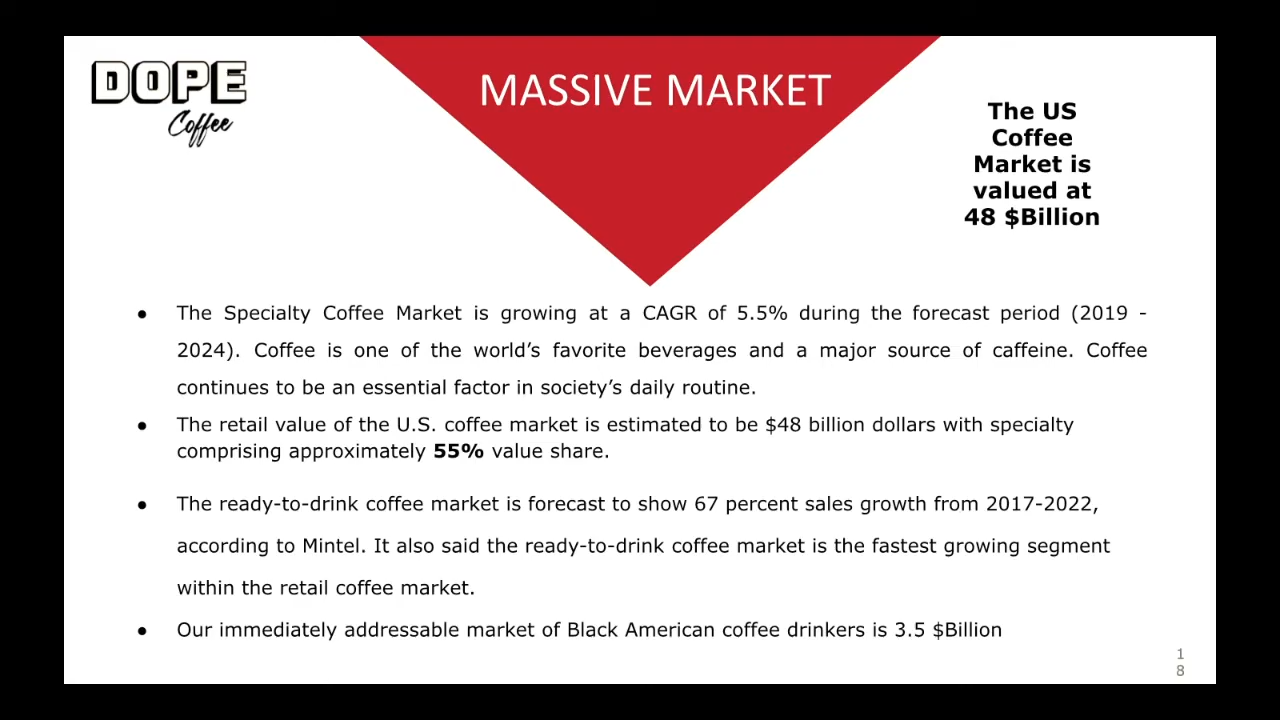 DOPE
Coffee
MASSIVE MARKET
The US
Coffee
Market is
valued at
48 $Billion
● The Specialty Coffee Market is growing at a CAGR of 5.5% during the forecast period (2019 -
2024). Coffee is one of the world’s favorite beverages and a major source of caffeine. Coffee
continues to be an essential factor in society’s daily routine.
● The retail value of the U.S. coffee market is estimated to be $48 billion dollars with specialty
comprising approximately 55% value share.
● The ready-to-drink coffee market is forecast to show 67 percent sales growth from 2017-2022,
according to Mintel. It also said the ready-to-drink coffee market is the fastest growing segment
within the retail coffee market.
● Our immediately addressable market of Black American coffee drinkers is 3.5 $Billion
1
8